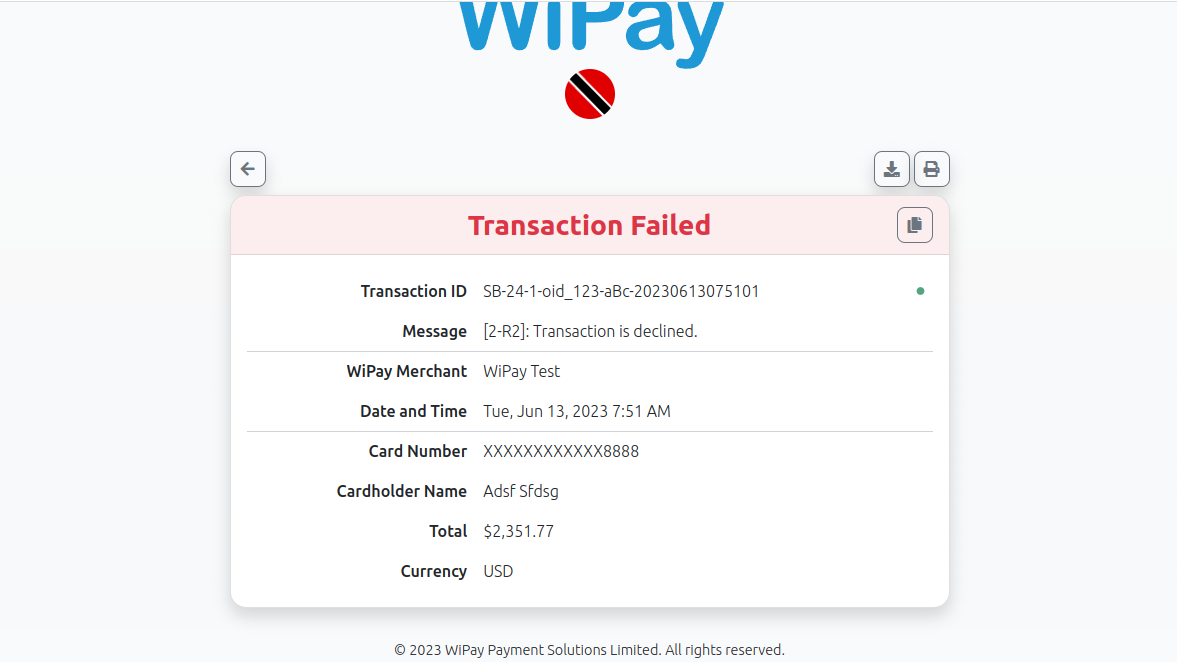 WiPay
Transaction Failed
Transaction ID SB-24-1-oid_123-aBc-20230613075101
Message [2-R2]: Transaction is declined.
WiPay Merchant WiPay Test
Date and Time Tue, Jun 13, 2023 7:51 AM
Card Number XXXXXXXXXXXX8888
Cardholder Name Adsf Sfdsg
Total $2,351.77
Currency USD
© 2023 WiPay Payment Solutions Limited. All rights reserved.